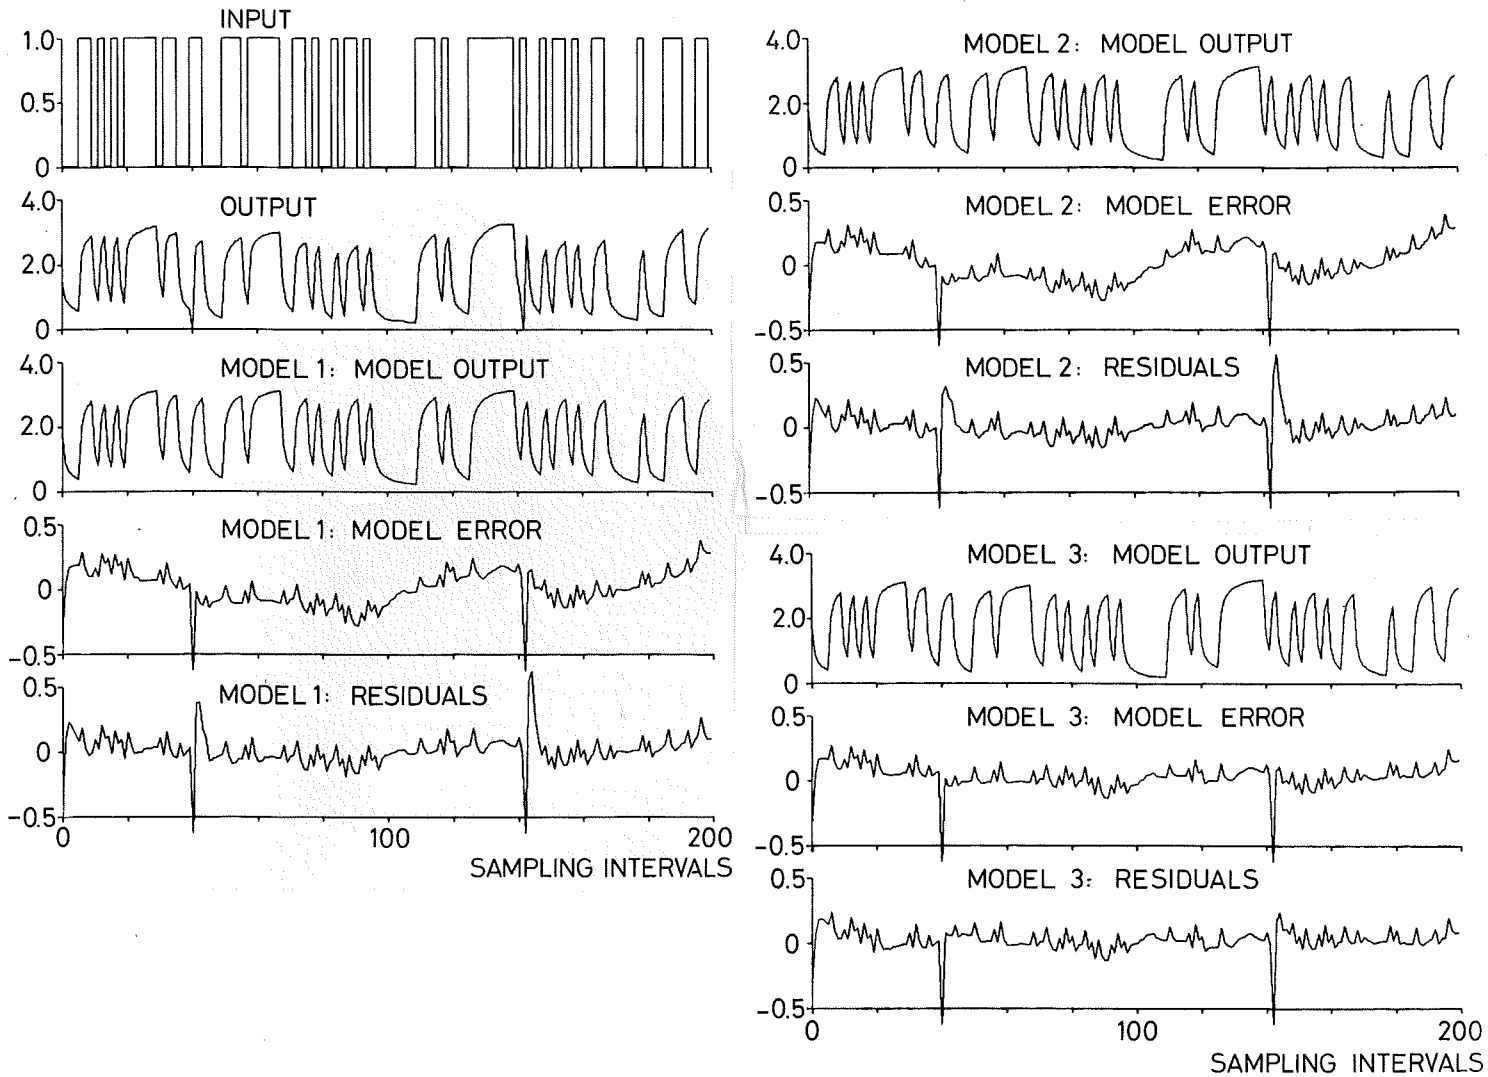 INPUT
1.0
0.5
0
OUTPUT
4.0
2.0
0
MODEL 1: MODEL OUTPUT
4.0
2.0
0
MODEL 1: MODEL ERROR
0.5
0
-0.5
MODEL 1: RESIDUALS
0.5
0
-0.5
0 100 200
SAMPLING INTERVALS
MODEL 2: MODEL OUTPUT
4.0
2.0
0
MODEL 2: MODEL ERROR
0.5
0
-0.5
MODEL 2: RESIDUALS
0.5
0
-0.5
MODEL 3: MODEL OUTPUT
4.0
2.0
0
MODEL 3: MODEL ERROR
0.5
0
-0.5
MODEL 3: RESIDUALS
0.5
0
-0.5
0 100 200
SAMPLING INTERVALS